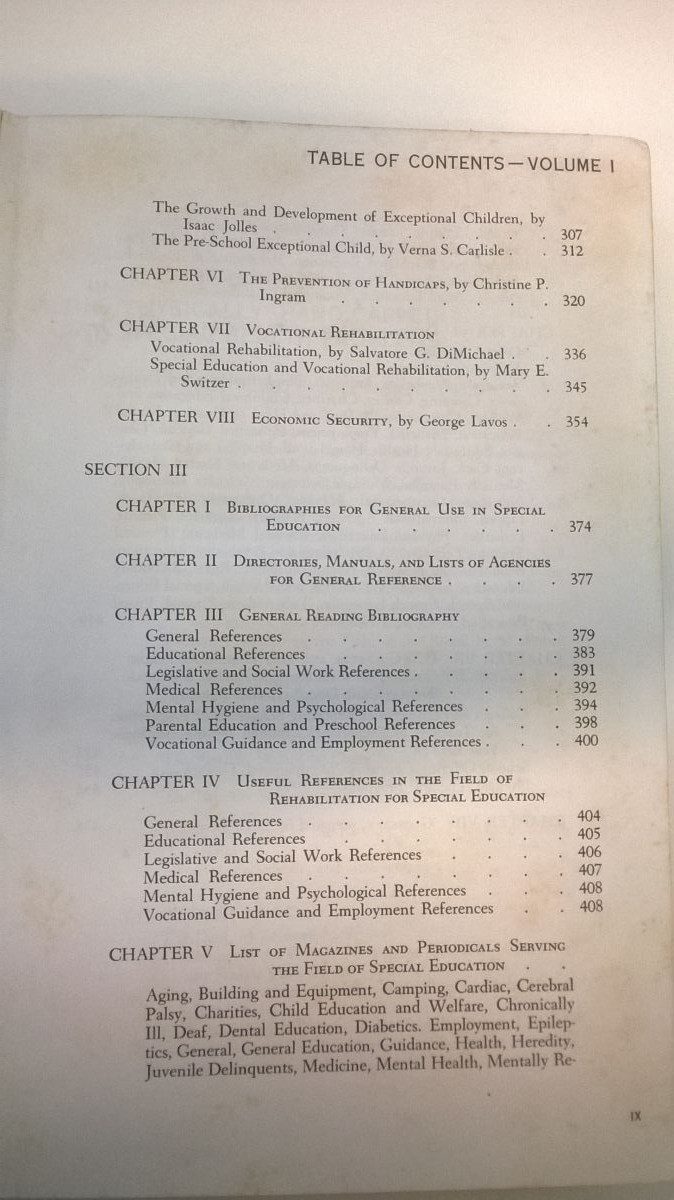 TABLE OF CONTENTS—VOLUME I
The Growth and Development of Exceptional Children, by
Isaac Jolles . . . . . . . . . 307
The Pre-School Exceptional Child, by Verna S. Carlisle . . 312
CHAPTER VI THE PREVENTION OF HANDICAPS, by Christine P.
Ingram . . . . . . . 320
CHAPTER VII VOCATIONAL REHABILITATION
Vocational Rehabilitation, by Salvatore G. DiMichael . . 336
Special Education and Vocational Rehabilitation, by Mary E.
Switzer . . . . . . . . . . 345
CHAPTER VIII ECONOMIC SECURITY, by George Lavos . . 354
SECTION III
CHAPTER I BIBLIOGRAPHIES FOR GENERAL USE IN SPECIAL
EDUCATION . . . . . . 374
CHAPTER II DIRECTORIES, MANUALS, AND LISTS OF AGENCIES
FOR GENERAL REFERENCE . . . . 377
CHAPTER III GENERAL READING BIBLIOGRAPHY
General References . . . . . . . . 379
Educational References . . . . . . . 383
Legislative and Social Work References . . . . . 391
Medical References . . . . . . . . 392
Mental Hygiene and Psychological References . . . 394
Parental Education and Preschool References . . . 398
Vocational Guidance and Employment References . . . 400
CHAPTER IV USEFUL REFERENCES IN THE FIELD OF
REHABILITATION FOR SPECIAL EDUCATION
General References . . . . . . . . 404
Educational References . . . . . . . 405
Legislative and Social Work References . . . . 406
Medical References . . . . . . . . 407
Mental Hygiene and Psychological References . . . 408
Vocational Guidance and Employment References . . 408
CHAPTER V LIST OF MAGAZINES AND PERIODICALS SERVING
THE FIELD OF SPECIAL EDUCATION . .
Aging, Building and Equipment, Camping, Cardiac, Cerebral
Palsy, Charities, Child Education and Welfare, Chronically
Ill, Deaf, Dental Education, Diabetics. Employment, Epilep-
tics, General, General Education, Guidance, Health, Heredity,
Juvenile Delinquents, Medicine, Mental Health, Mentally Re-
IX